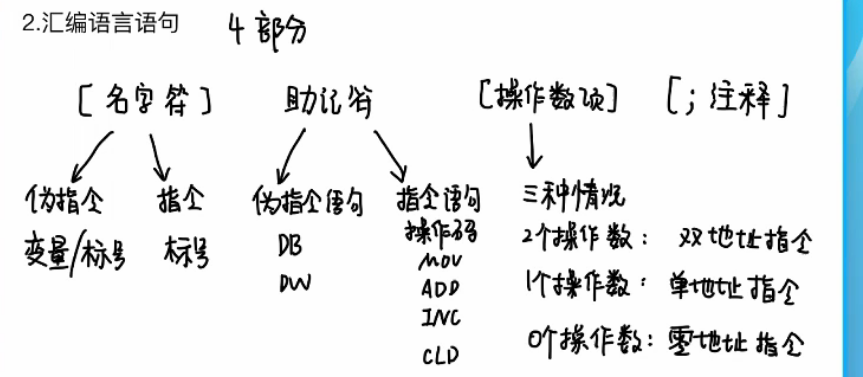 2.汇编语言语句 4部分
[名字符] 助记符 [操作数项] [;注释]
伪指令 指令 伪指令语句 指令语句 三种情况
变量/标号 标号 DB 操作码 2个操作数: 双地址指令
DW MOV
ADD 1个操作数: 单地址指令
INC
CLD 0个操作数: 零地址指令